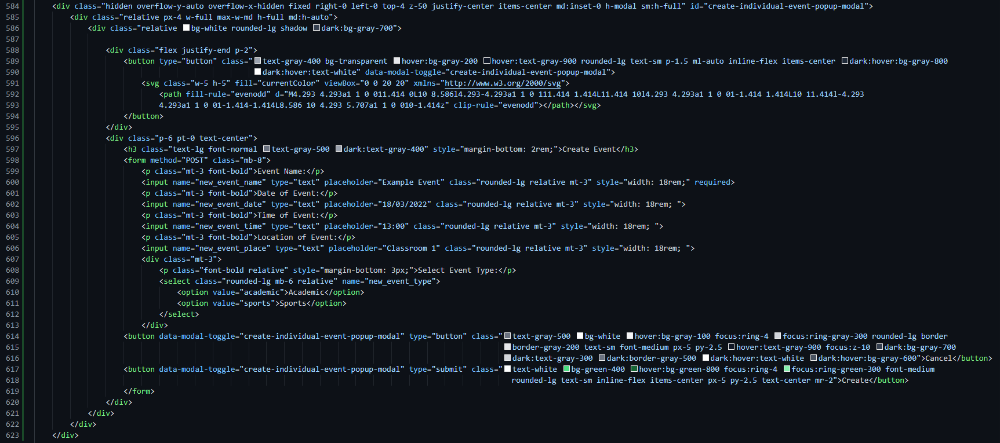 584 <div class="hidden overflow-y-auto overflow-x-hidden fixed right-0 left-0 top-4 z-50 justify-center items-center md:inset-0 h-modal sm:h-full" id="create-individual-event-popup-modal">
585 <div class="relative px-4 w-full max-w-md h-full md:h-auto">
586 <div class="relative bg-white rounded-lg shadow dark:bg-gray-700">
587
588 <div class="flex justify-end p-2">
589 <button type="button" class="text-gray-400 bg-transparent hover:bg-gray-200 hover:text-gray-900 rounded-lg text-sm p-1.5 ml-auto inline-flex items-center dark:hover:bg-gray-800
590 dark:hover:text-white" data-modal-toggle="create-individual-event-popup-modal">
591 <svg class="w-5 h-5" fill="currentColor" viewBox="0 0 20 20" xmlns="http://www.w3.org/2000/svg">
592 <path fill-rule="evenodd" d="M4.293 4.293a1 1 0 011.414 0L10 8.586l4.293-4.293a1 1 0 111.414 1.414L11.414 10l4.293 4.293a1 1 0 01-1.414 1.414L10 11.414l-4.293
593 4.293a1 1 0 01-1.414-1.414L8.586 10 4.293 5.707a1 1 0 010-1.414z" clip-rule="evenodd"></path></svg>
594 </button>
595 </div>
596 <div class="p-6 pt-0 text-center">
597 <h3 class="text-lg font-normal text-gray-500 dark:text-gray-400" style="margin-bottom: 2rem;">Create Event</h3>
598 <form method="POST" class="mb-8">
599 <p class="mt-3 font-bold">Event Name:</p>
600 <input name="new_event_name" type="text" placeholder="Example Event" class="rounded-lg relative mt-3" style="width: 18rem;" required>
601 <p class="mt-3 font-bold">Date of Event:</p>
602 <input name="new_event_date" type="text" placeholder="18/03/2022" class="rounded-lg relative mt-3" style="width: 18rem; ">
603 <p class="mt-3 font-bold">Time of Event:</p>
604 <input name="new_event_time" type="text" placeholder="13:00" class="rounded-lg relative mt-3" style="width: 18rem; ">
605 <p class="mt-3 font-bold">Location of Event:</p>
606 <input name="new_event_place" type="text" placeholder="Classroom 1" class="rounded-lg relative mt-3" style="width: 18rem; ">
607 <div class="mt-3">
608 <p class="font-bold relative" style="margin-bottom: 3px;">Select Event Type:</p>
609 <select class="rounded-lg mb-6 relative" name="new_event_type">
610 <option value="academic">Academic</option>
611 <option value="sports">Sports</option>
612 </select>
613 </div>
614 <button data-modal-toggle="create-individual-event-popup-modal" type="button" class="text-gray-500 bg-white hover:bg-gray-100 focus:ring-4 focus:ring-gray-300 rounded-lg border
615 border-gray-200 text-sm font-medium px-5 py-2.5 hover:text-gray-900 focus:z-10 dark:bg-gray-700
616 dark:text-gray-300 dark:border-gray-500 dark:hover:text-white dark:hover:bg-gray-600">Cancel</button>
617 <button data-modal-toggle="create-individual-event-popup-modal" type="submit" class="text-white bg-green-400 hover:bg-green-800 focus:ring-4 focus:ring-green-300 font-medium
618 rounded-lg text-sm inline-flex items-center px-5 py-2.5 text-center mr-2">Create</button>
619 </form>
620 </div>
621 </div>
622 </div>
623 </div>